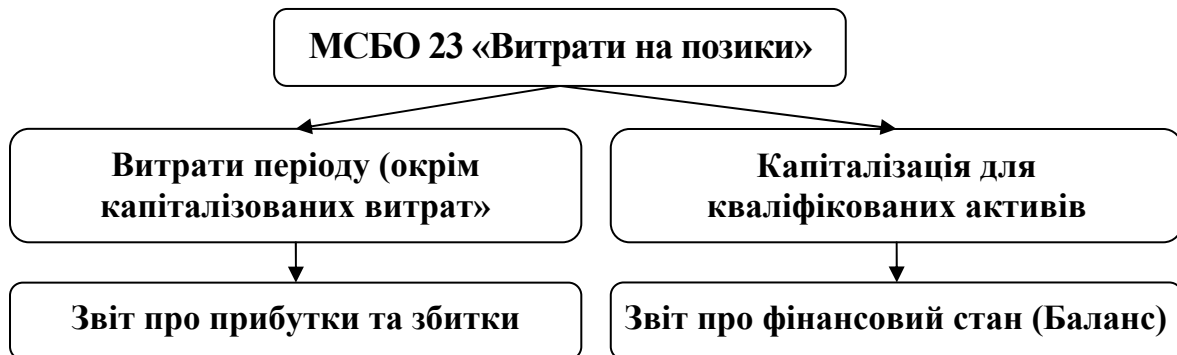 МСБО 23 «Витрати на позики»
Витрати періоду (окрім
капіталізованих витрат»
Капіталізація для
кваліфікованих активів
Звіт про прибутки та збитки
Звіт про фінансовий стан (Баланс)